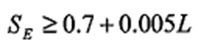 S_E ≥ 0.7 + 0.005L